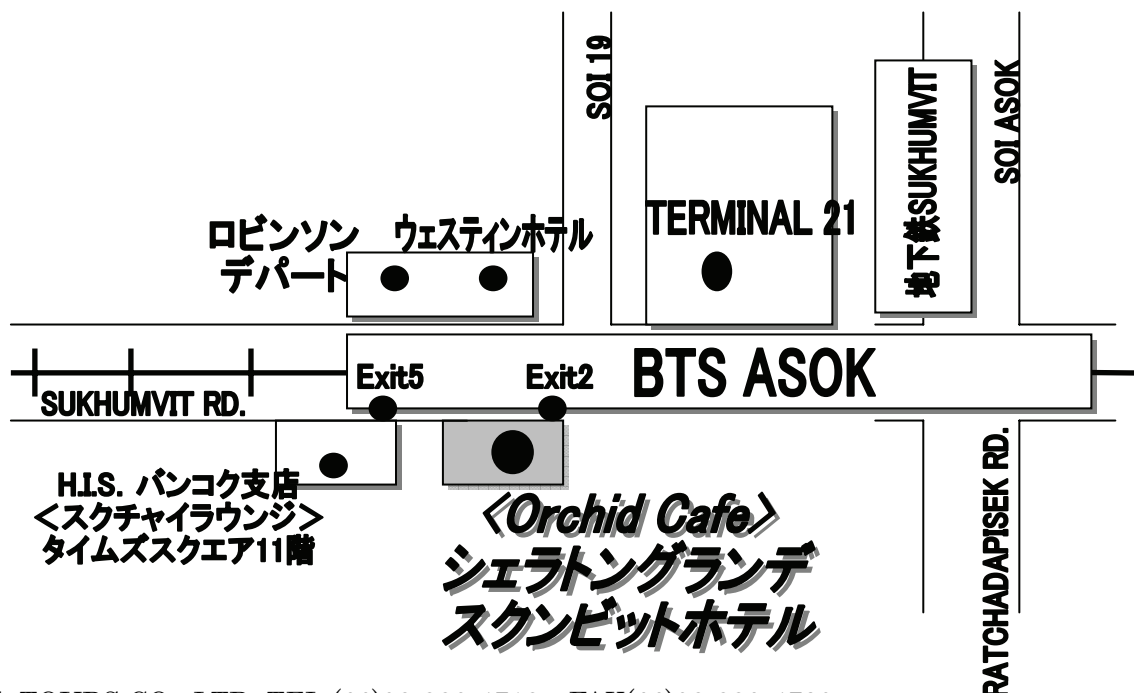 SOI 19
地下鉄SUKHUMVIT
SOI ASOK
TERMINAL 21
ロビンソン
デパート
ウェスティンホテル
BTS ASOK
Exit5
Exit2
SUKHUMVIT RD.
H.I.S. バンコク支店
＜スクチャイラウンジ＞
タイムズスクエア11階
＜Orchid Cafe＞
シェラトングランデ
スクンビットホテル
RATCHADAPISEK RD.